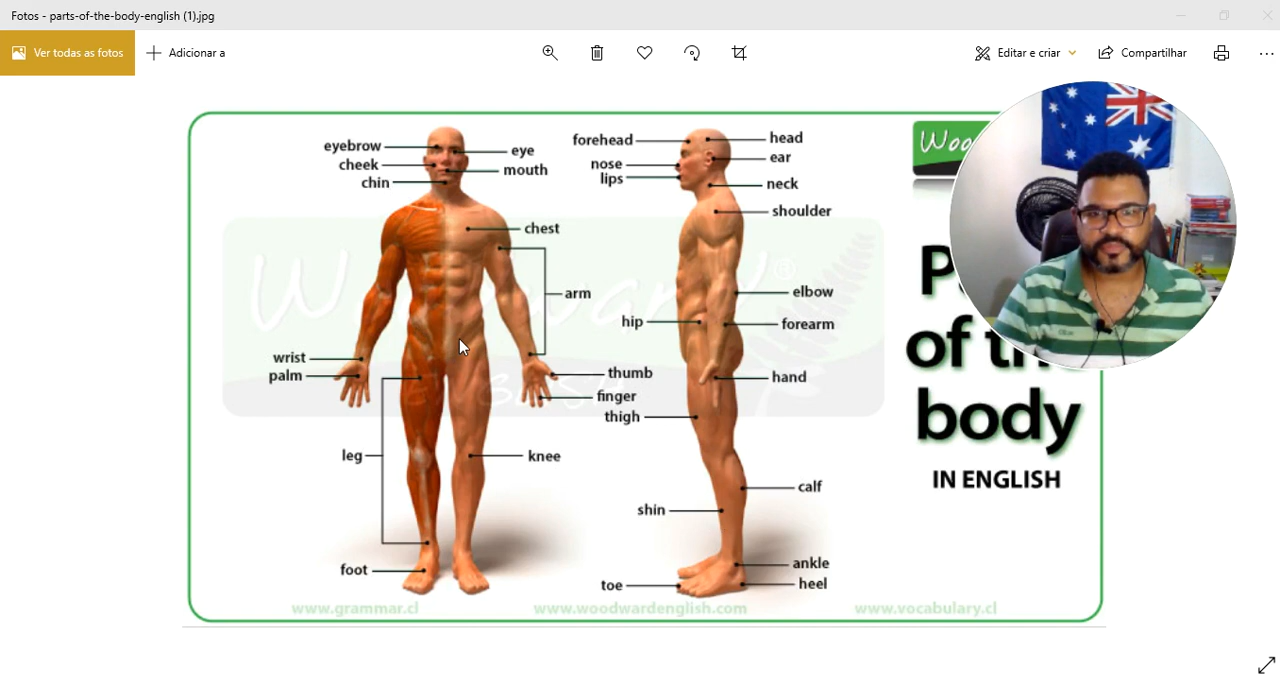 Fotos - parts-of-the-body-english (1).jpg
Ver todas as fotos
Adicionar a
Editar e criar
Compartilhar
eyebrow
cheek
chin
eye
mouth
chest
arm
wrist
palm
thumb
finger
leg
knee
foot
forehead
nose
lips
head
ear
neck
shoulder
elbow
hip
forearm
hand
thigh
calf
shin
ankle
toe
heel
of
body
IN ENGLISH
Woodward
ENGLISH
www.grammar.cl
www.woodwardenglish.com
www.vocabulary.cl